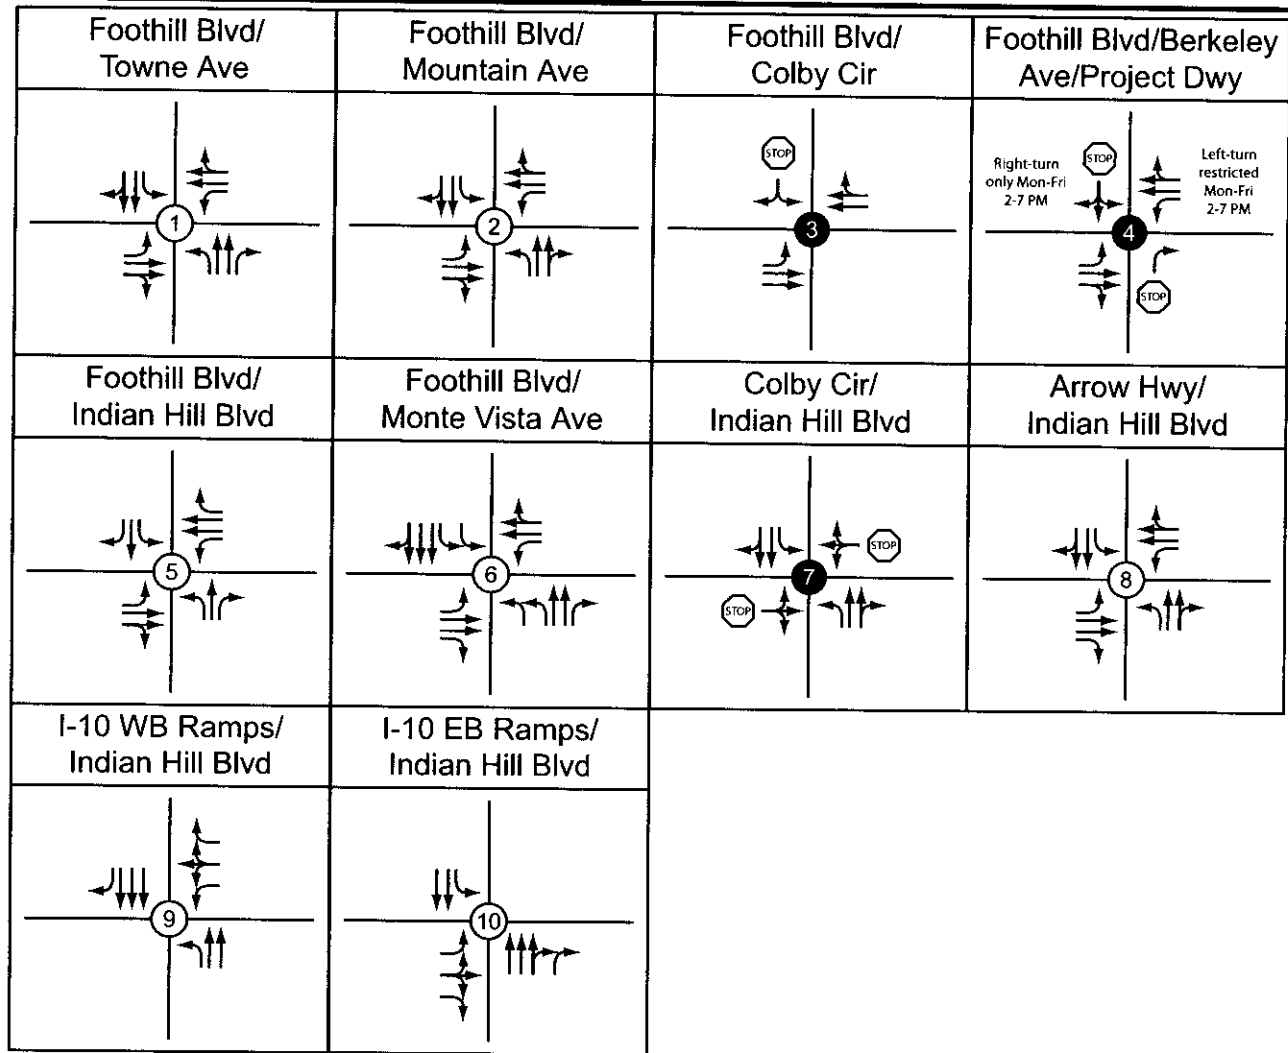 Foothill Blvd/
Towne Ave
Foothill Blvd/
Mountain Ave
Foothill Blvd/
Colby Cir
Foothill Blvd/Berkeley
Ave/Project Dwy
1
2
STOP
3
Right-turn
only Mon-Fri
2-7 PM
STOP
Left-turn
restricted
Mon-Fri
2-7 PM
4
STOP
Foothill Blvd/
Indian Hill Blvd
Foothill Blvd/
Monte Vista Ave
Colby Cir/
Indian Hill Blvd
Arrow Hwy/
Indian Hill Blvd
5
6
STOP
7
STOP
8
I-10 WB Ramps/
Indian Hill Blvd
I-10 EB Ramps/
Indian Hill Blvd
9
10